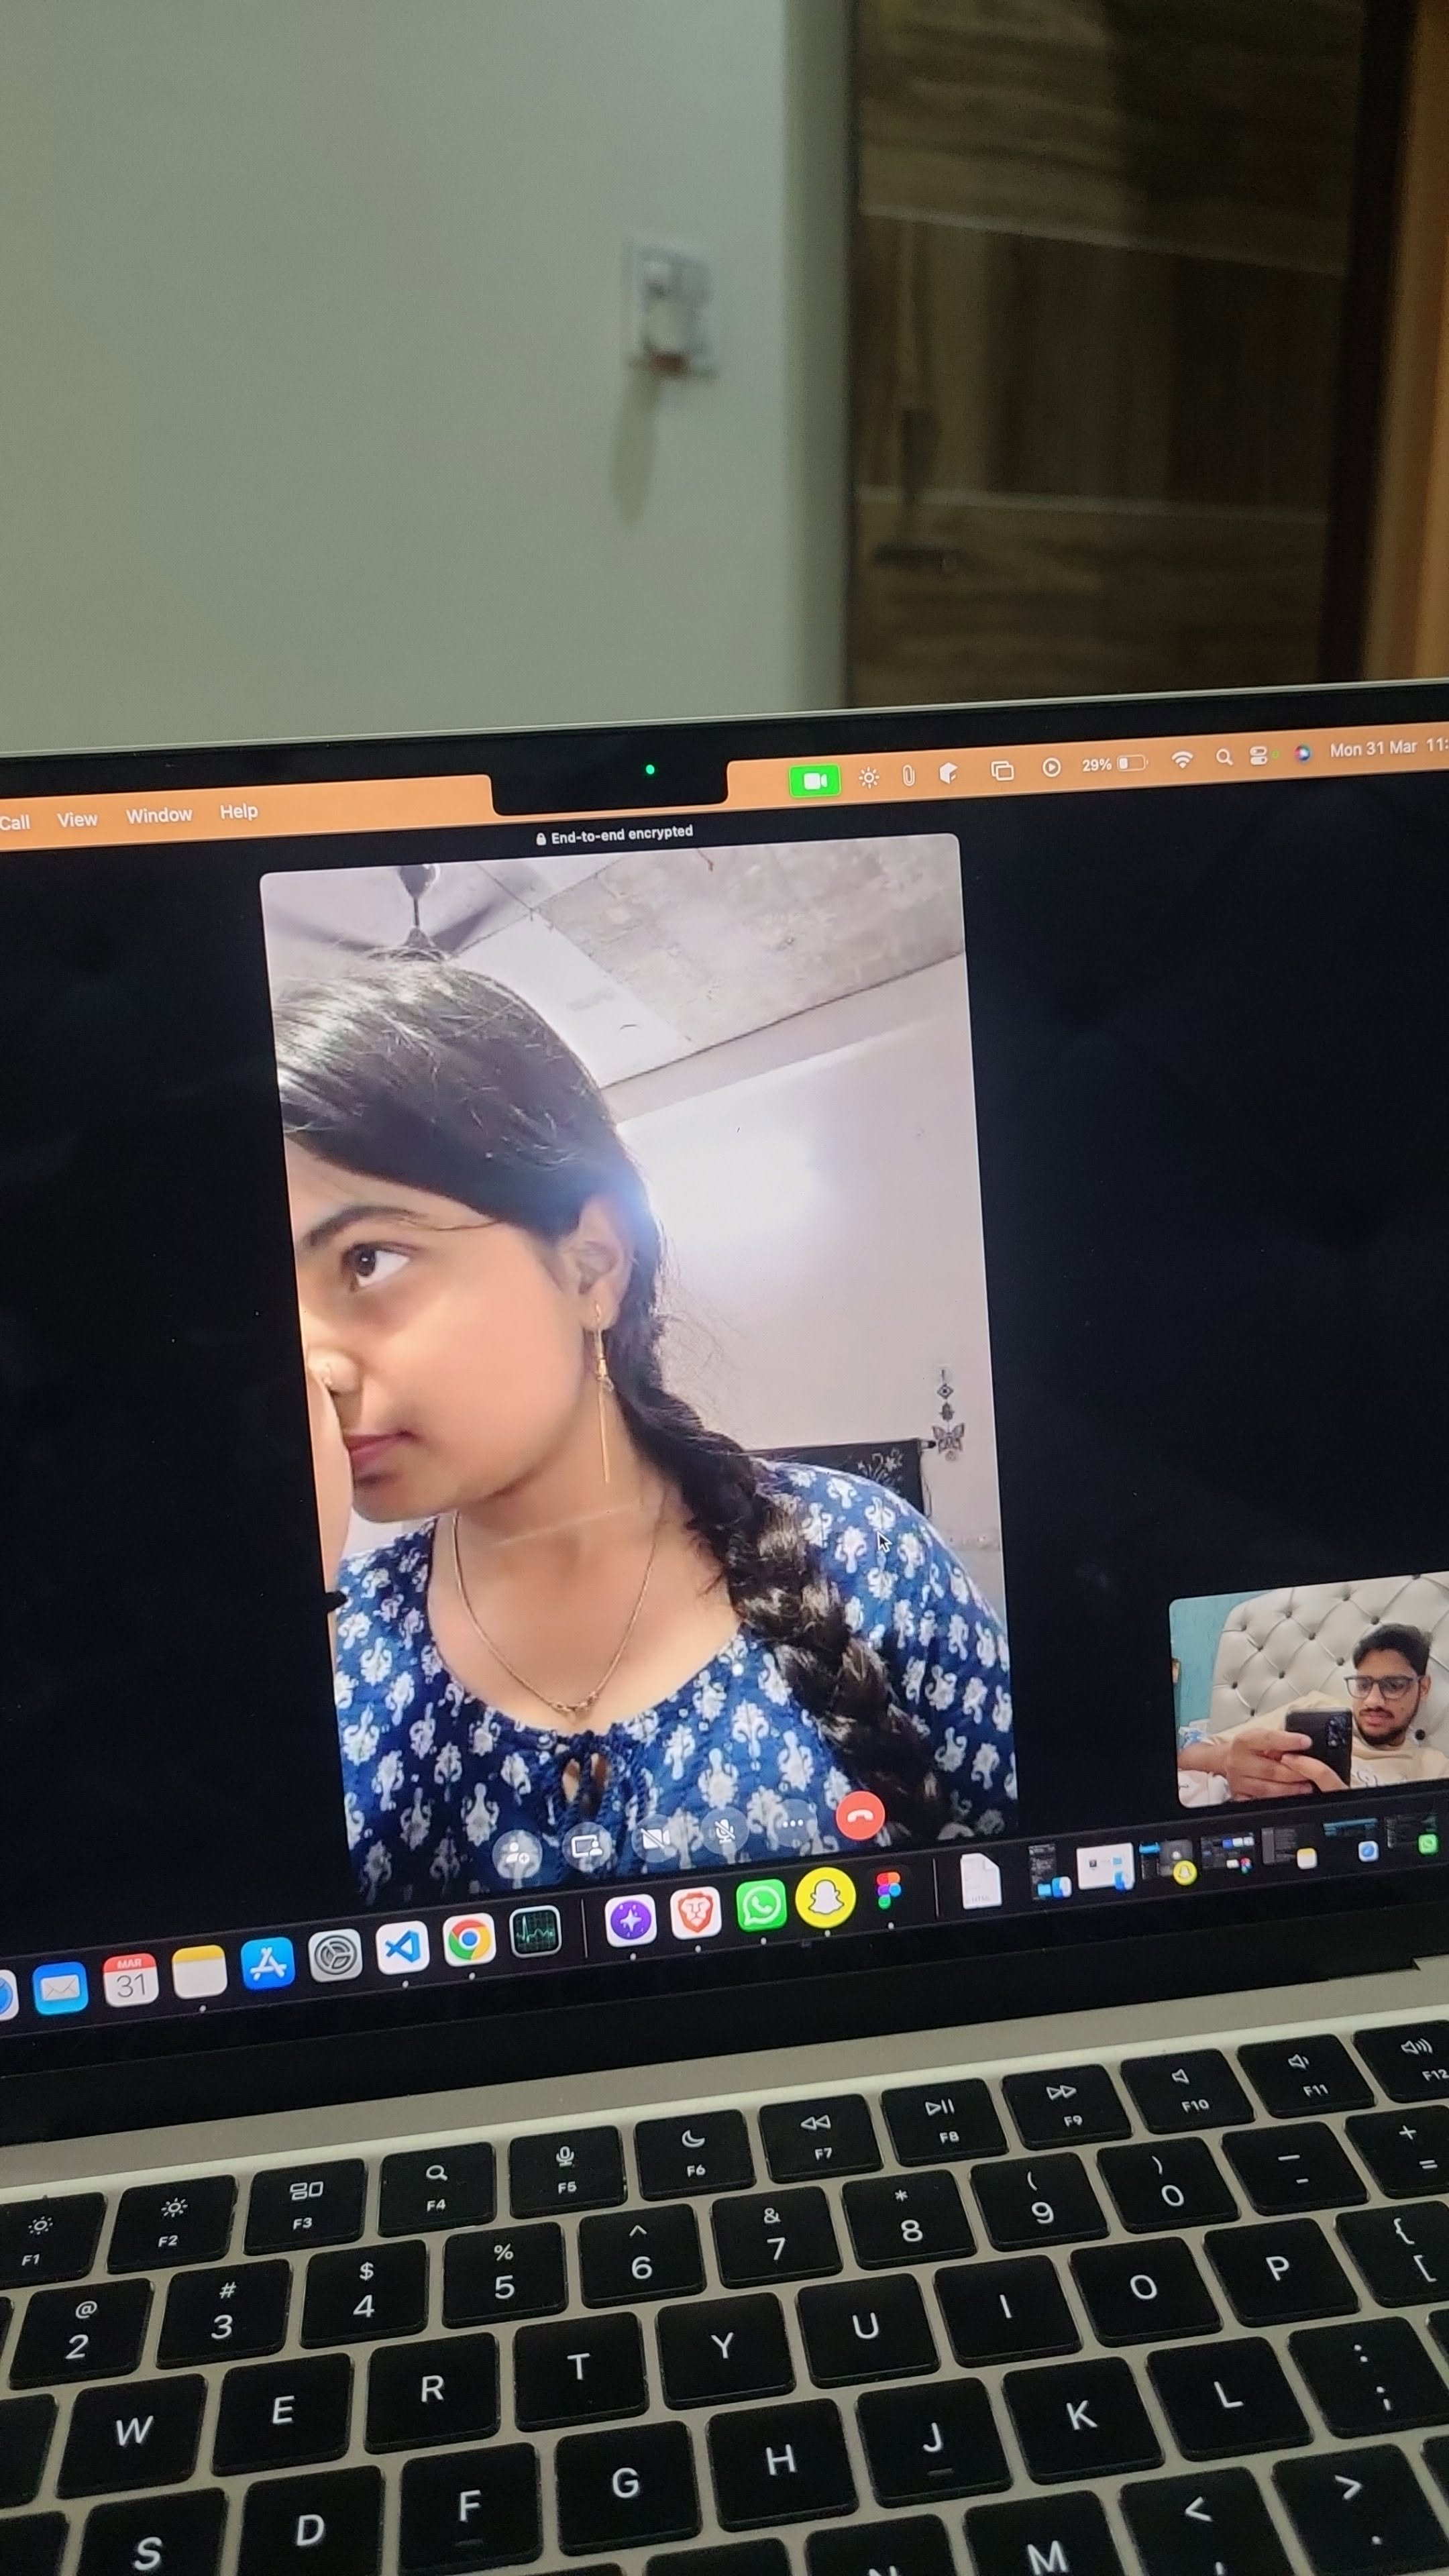 Call View Window Help
29% Mon 31 Mar 11:
End-to-end encrypted
MAR
31
F1 F2 F3 F4 F5 F6 F7 F8 F9 F10 F11 F12
@ # $ % ^ & * ( ) — +
2 3 4 5 6 7 8 9 0 - =
W E R T Y U I O P { [
S D F G H J K L : ;
M < , > .